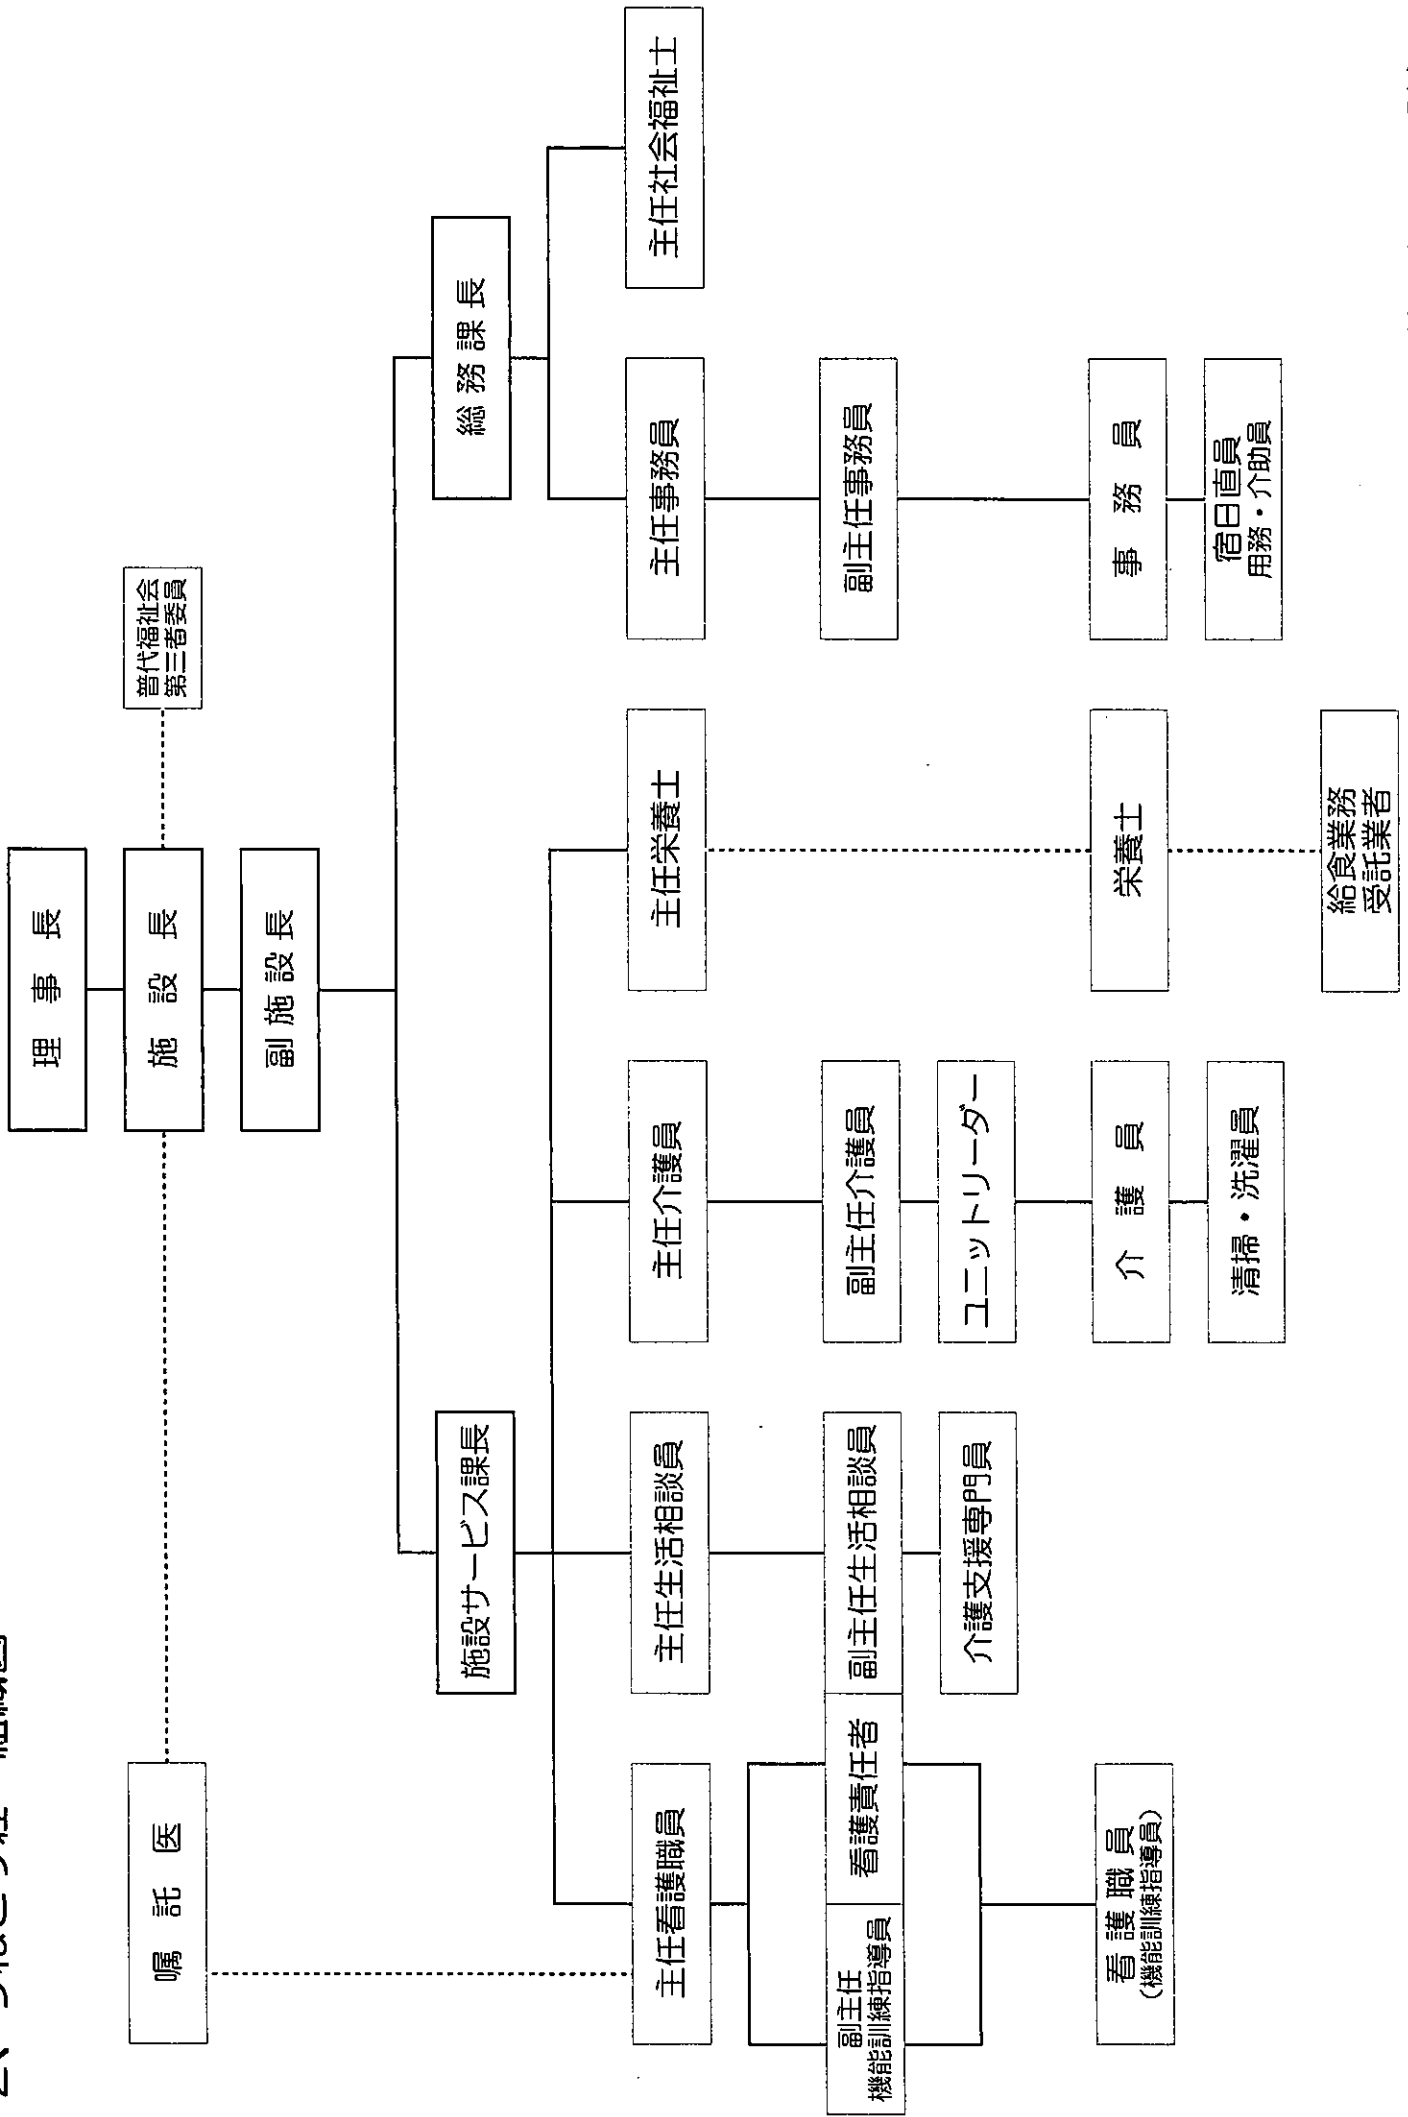 組織図
理事長
施設長
普代福祉会
第三者委員
嘱託医
副施設長
施設サービス課長
総務課長
主任看護職員
主任生活相談員
主任介護員
主任栄養士
主任事務員
主任社会福祉士
副主任
機能訓練指導員
看護責任者
副主任生活相談員
副主任介護員
副主任事務員
介護支援専門員
ユニットリーダー
看護職員
(機能訓練指導員)
介護員
栄養士
事務員
清掃・洗濯員
宿日直員
用務・介助員
給食業務
受託業者